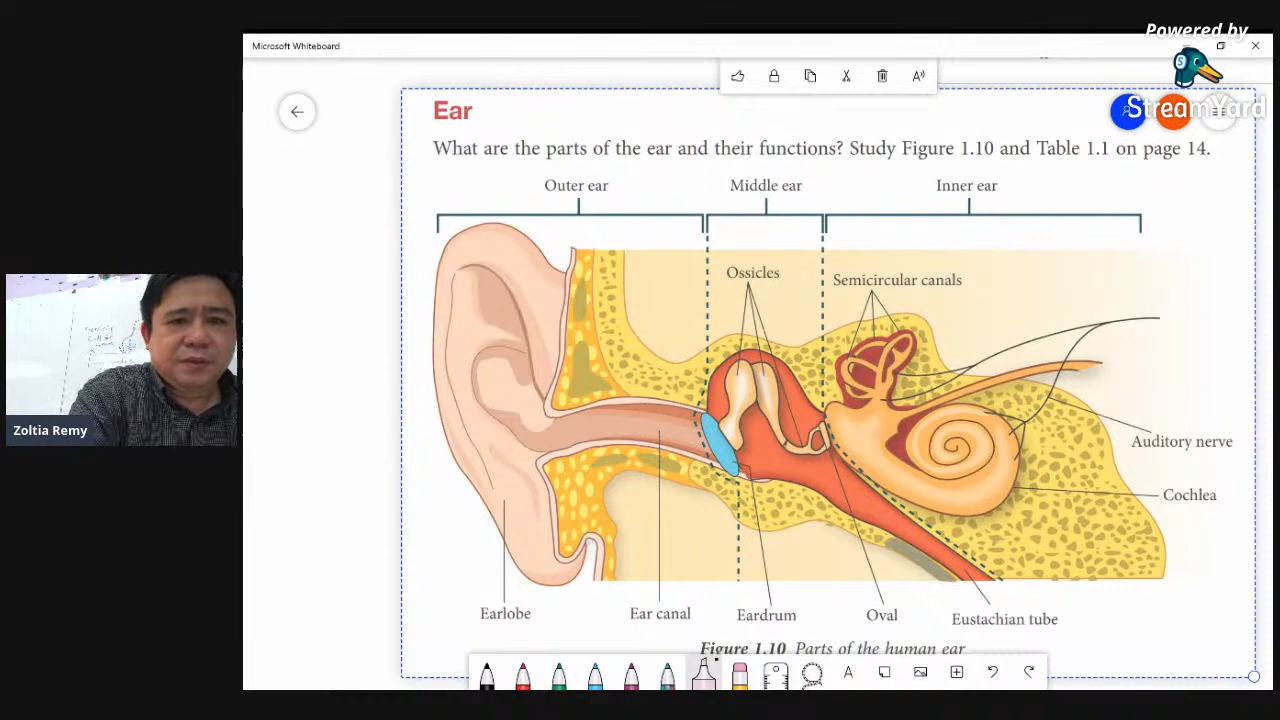 Powered by
StreamYard
Microsoft Whiteboard
Ear
What are the parts of the ear and their functions? Study Figure 1.10 and Table 1.1 on page 14.
Outer ear
Middle ear
Inner ear
Ossicles
Semicircular canals
Auditory nerve
Cochlea
Earlobe
Ear canal
Eardrum
Oval
Eustachian tube
Figure 1.10 Parts of the human ear
Zoltia Remy